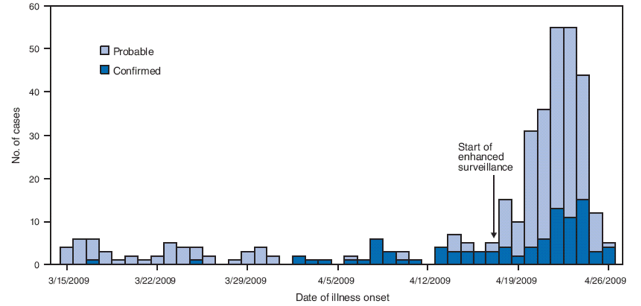 60
50
40
30
20
10
0
No. of cases
Probable
Confirmed
Start of
enhanced
surveillance
3/15/2009 3/22/2009 3/29/2009 4/5/2009 4/12/2009 4/19/2009 4/26/2009
Date of illness onset